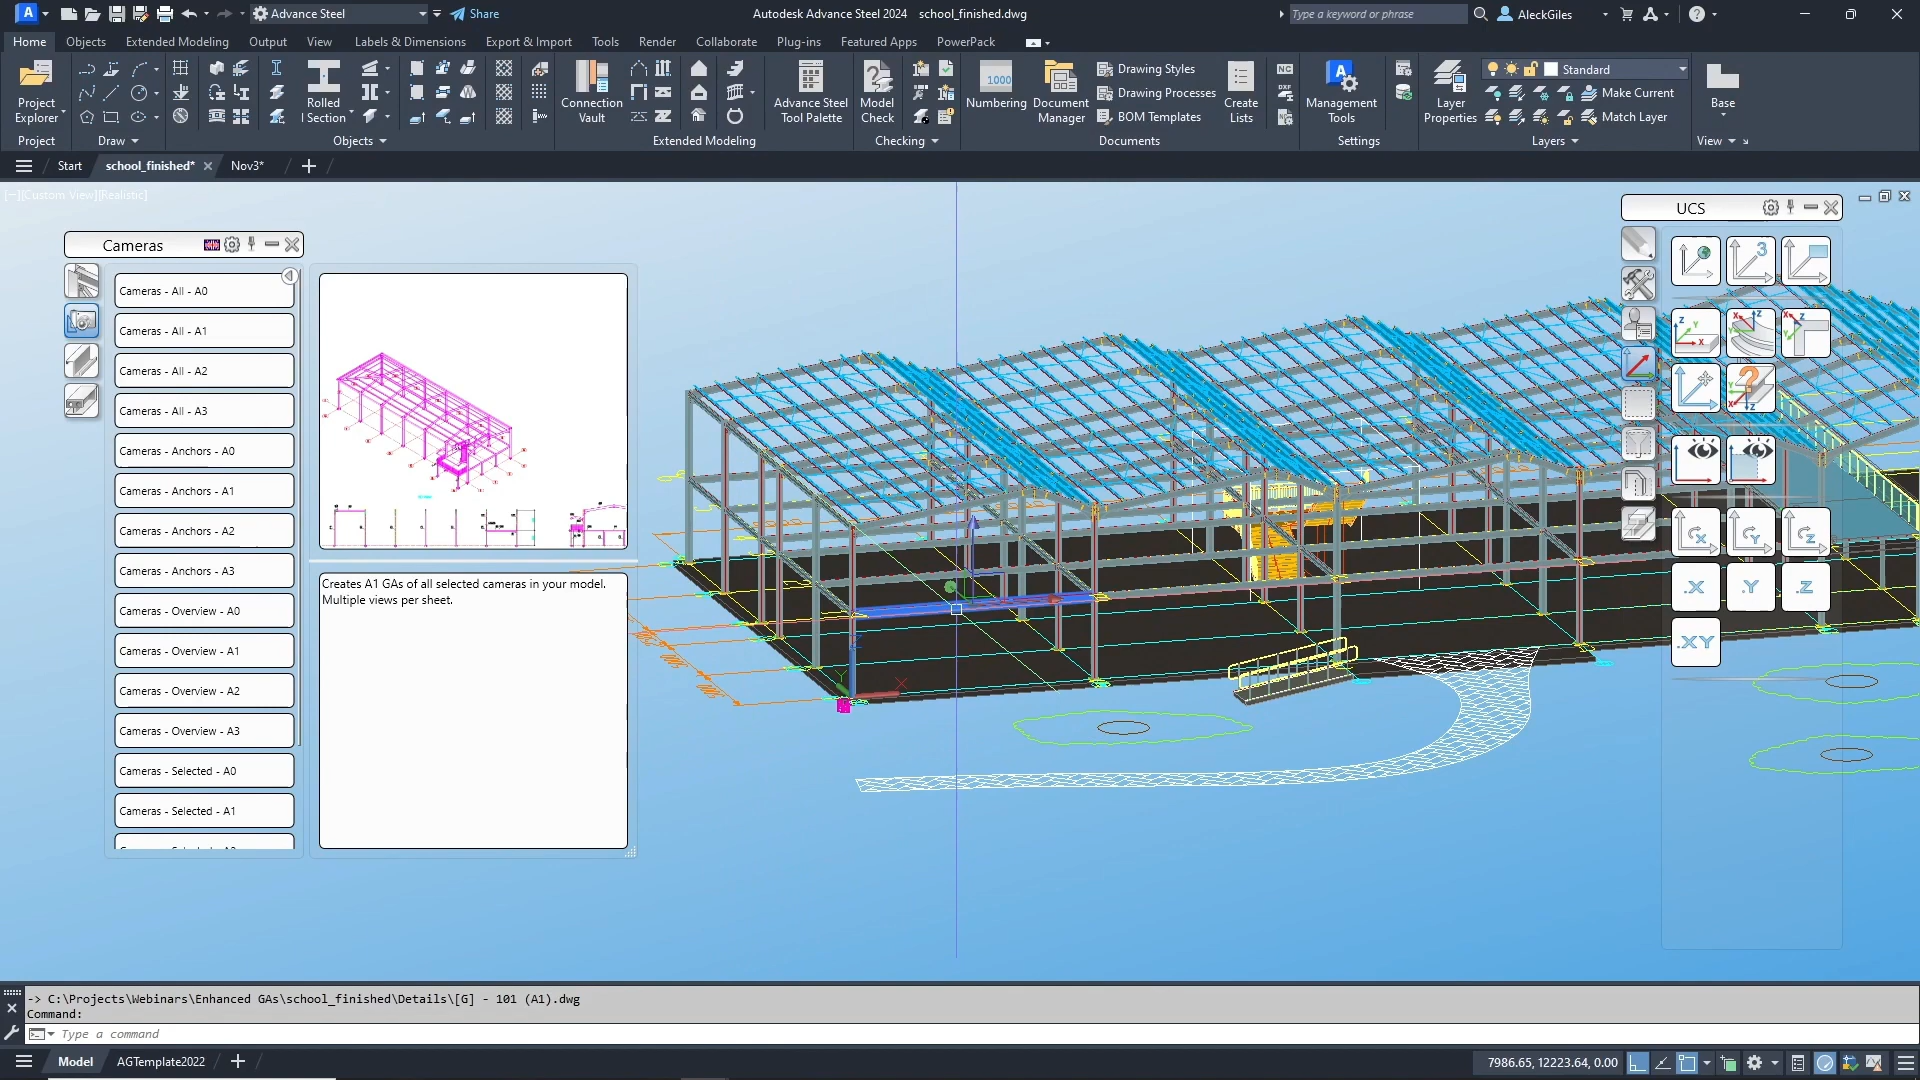 Advance Steel
Share
Autodesk Advance Steel 2024 school_finished.dwg
Type a keyword or phrase
AleckGiles
Home
Objects
Extended Modeling
Output
View
Labels & Dimensions
Export & Import
Tools
Render
Collaborate
Plug-ins
Featured Apps
PowerPack
Project Explorer
Rolled I Section
Connection Vault
Advance Steel Tool Palette
Model Check
1000
Numbering
Document Manager
Drawing Styles
Drawing Processes
BOM Templates
Create Lists
NC
DXF
Management Tools
Layer Properties
Standard
Make Current
Match Layer
Base
Project
Draw
Objects
Extended Modeling
Checking
Documents
Settings
Layers
View
Start
school_finished*
Nov3*
[−][Custom View][Realistic]
Cameras
Cameras - All - A0
Cameras - All - A1
Cameras - All - A2
Cameras - All - A3
Cameras - Anchors - A0
Cameras - Anchors - A1
Cameras - Anchors - A2
Cameras - Anchors - A3
Cameras - Overview - A0
Cameras - Overview - A1
Cameras - Overview - A2
Cameras - Overview - A3
Cameras - Selected - A0
Cameras - Selected - A1
Creates A1 GAs of all selected cameras in your model.
Multiple views per sheet.
UCS
3
X
Y
Z
.X
.Y
.Z
.XY
-> C:\Projects\Webinars\Enhanced GAs\school_finished\Details\[G] - 101 (A1).dwg
Command:
Type a command
Model
AGTemplate2022
7986.65, 12223.64, 0.00